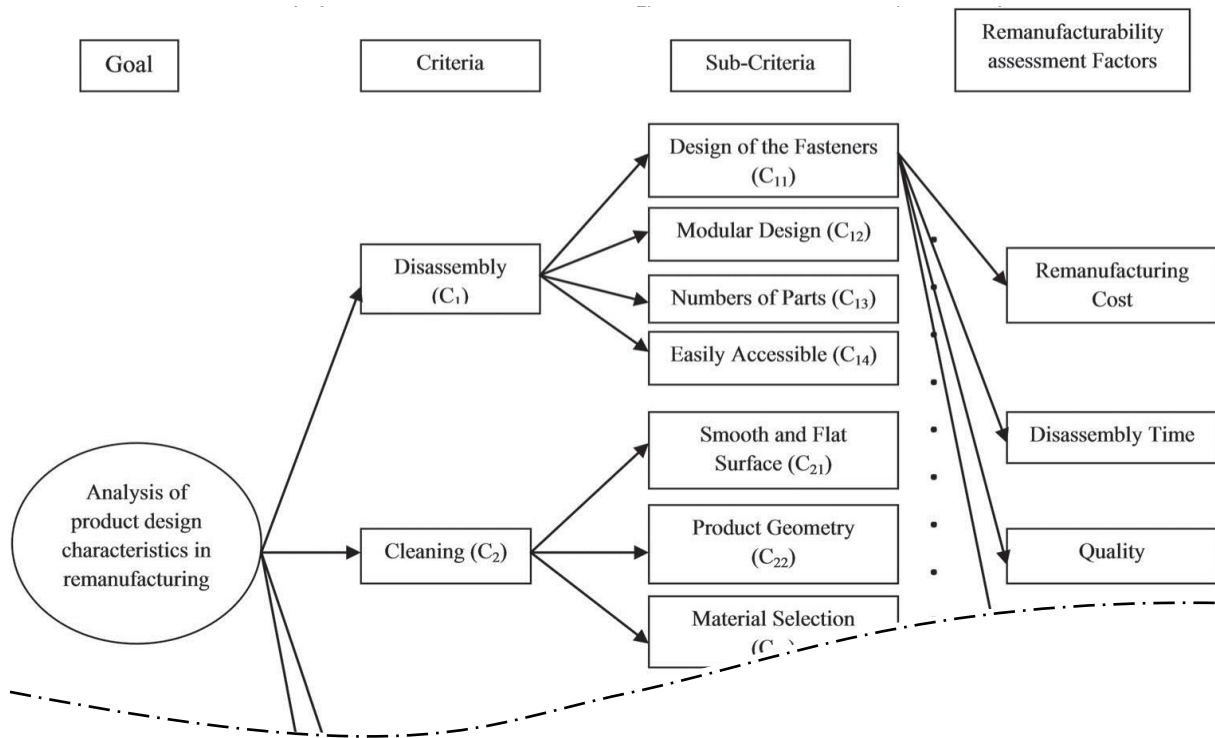 Goal
Criteria
Sub-Criteria
Remanufacturability
assessment Factors
Design of the Fasteners
(C₁₁)
Modular Design (C₁₂)
Numbers of Parts (C₁₃)
Easily Accessible (C₁₄)
Disassembly
(C₁)
Remanufacturing
Cost
Disassembly Time
Quality
Smooth and Flat
Surface (C₂₁)
Product Geometry
(C₂₂)
Material Selection
Cleaning (C₂)
Analysis of
product design
characteristics in
remanufacturing